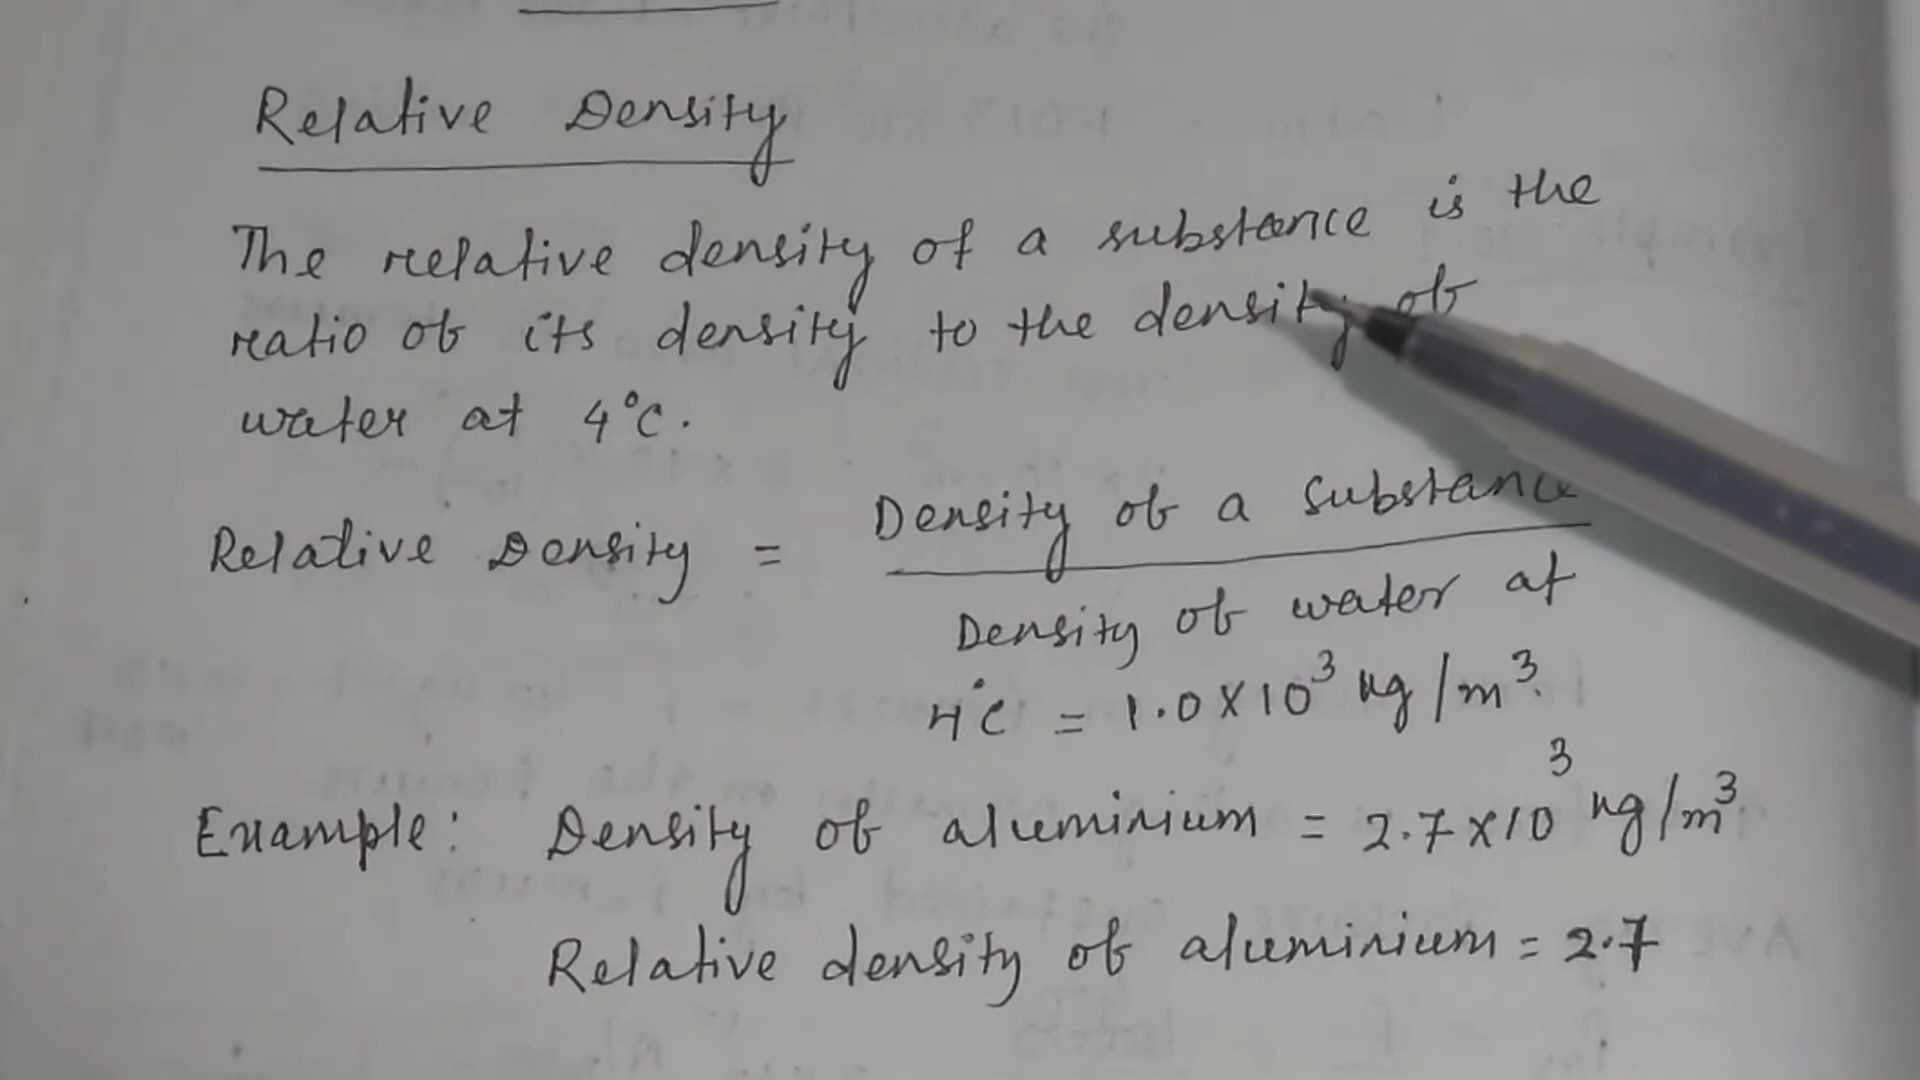 Relative Density
The relative density of a substance is the
ratio of its density to the density of
water at 4°C.
Relative Density = Density of a substance
Density of water at
4°C = 1.0 X 10³ kg/m³.
Example: Density of aluminium = 2.7 x 10³ kg/m³
Relative density of aluminium = 2.7